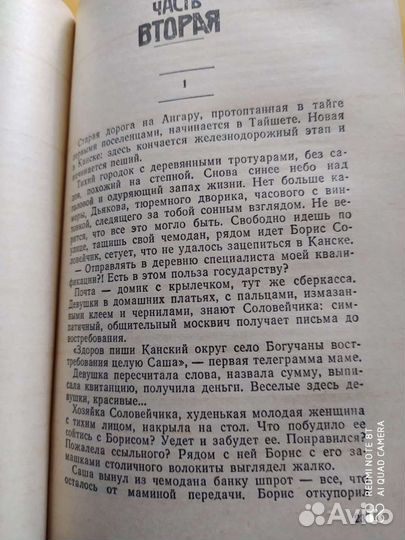 ЧАСТЬ
ВТОРАЯ
1
Старая дорога на Ангару, протоптанная в тайге
первыми поселенцами, начинается в Тайшете. Новая
в Канске: здесь кончается железнодорожный этап и
начинается пеший.
Тихий городок с деревянными тротуарами, без са-
дов, похожий на степной. Снова синее небо над
головой и одуряющий запах жизни. Нет больше ка-
меры, Дьякова, тюремного дворика, часового с вин-
товкой, следящего за тобой сонным взглядом. Не ве-
рится, что все это могло быть. Свободно идешь по
улице, тащишь свой чемодан, рядом идет Борис Со-
ловейчик, сетует, что не удалось зацепиться в Канске.
— Отправлять в деревню специалиста моей квали-
фикации?! Есть в этом польза государству?
Почта — домик с крылечком, тут же сберкасса.
Девушки в домашних платьях, с пальцами, измазан-
ными клеем и чернилами, знают Соловейчика: сим-
патичный, общительный москвич получает письма до
востребования.
«Здоров пиши Канский округ село Богучаны вост-
требования целую Саша», — первая телеграмма маме.
Девушка пересчитала слова, назвала сумму, выпи-
сала квитанцию, получила деньги. Веселые здесь де-
девушки, красивые...
Хозяйка Соловейчика, худенькая молодая женщина
с тихим лицом, накрыла на стол. Что побудило ее
сойтись с Борисом? Уедет и забудет ее. Понравился?
Пожалела ссыльного? Рядом с ней Борис с его за-
машками столичного волокиты выглядел жалко.
Саша вынул из чемодана банку шпрот — все, что
осталось от маминой передачи. Борис откупорил
REDMI NOTE 8T
AI QUAD CAMERA
Avito